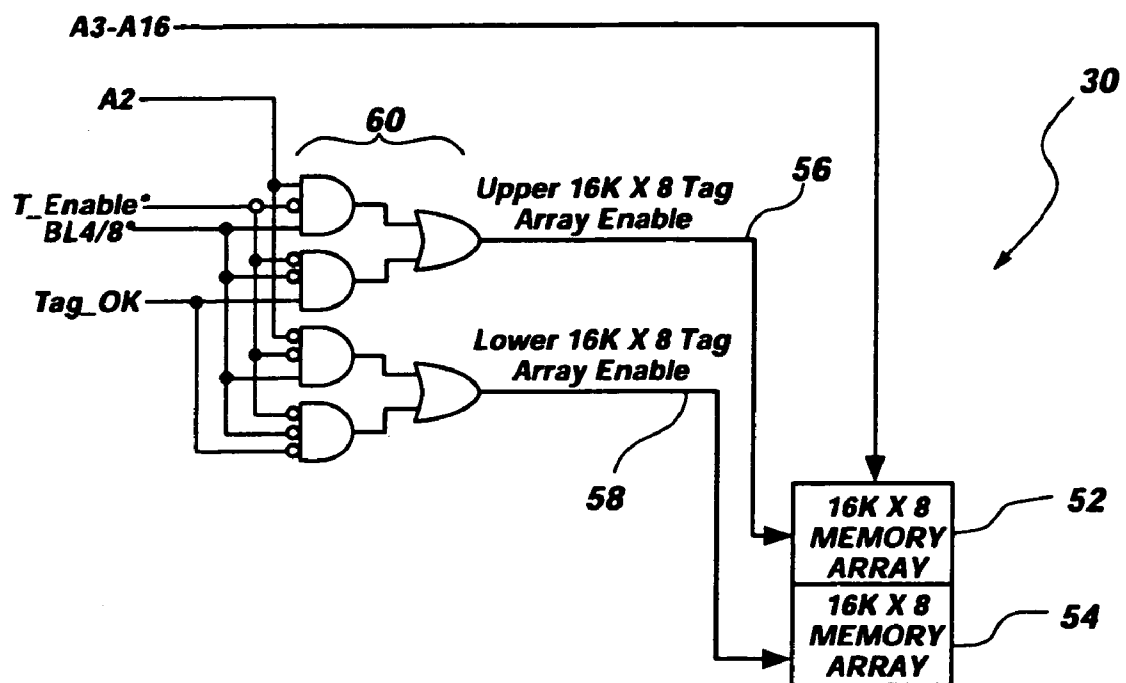 A3-A16
A2
60
30
T_Enable*
BL4/8*
Tag_OK
Upper 16K X 8 Tag
Array Enable
56
Lower 16K X 8 Tag
Array Enable
58
16K X 8
MEMORY
ARRAY
52
16K X 8
MEMORY
ARRAY
54